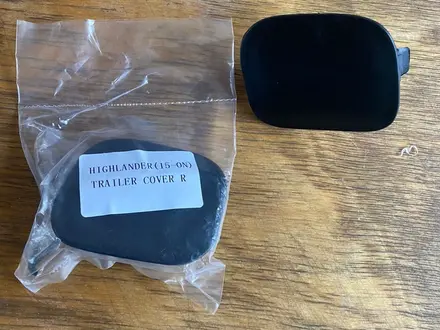 HIGHLANDER(15-ON)
TRAILER COVER R